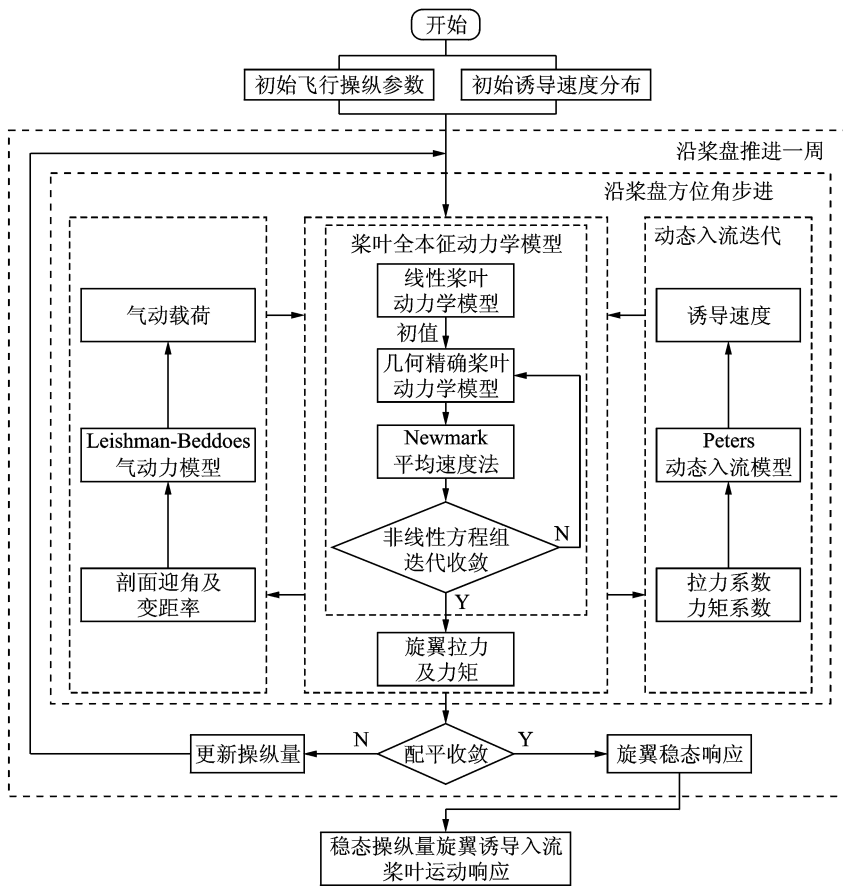 开始
初始飞行操纵参数
初始诱导速度分布
沿桨盘推进一周
沿桨盘方位角步进
桨叶全本征动力学模型
动态入流迭代
线性桨叶
动力学模型
气动载荷
诱导速度
初值
几何精确桨叶
动力学模型
Leishman-Beddoes
气动力模型
Newmark
平均速度法
Peters
动态入流模型
非线性方程组
迭代收敛
N
Y
剖面迎角及
变距率
拉力系数
力矩系数
旋翼拉力
及力矩
更新操纵量
N
配平收敛
Y
旋翼稳态响应
稳态操纵量旋翼诱导入流
桨叶运动响应